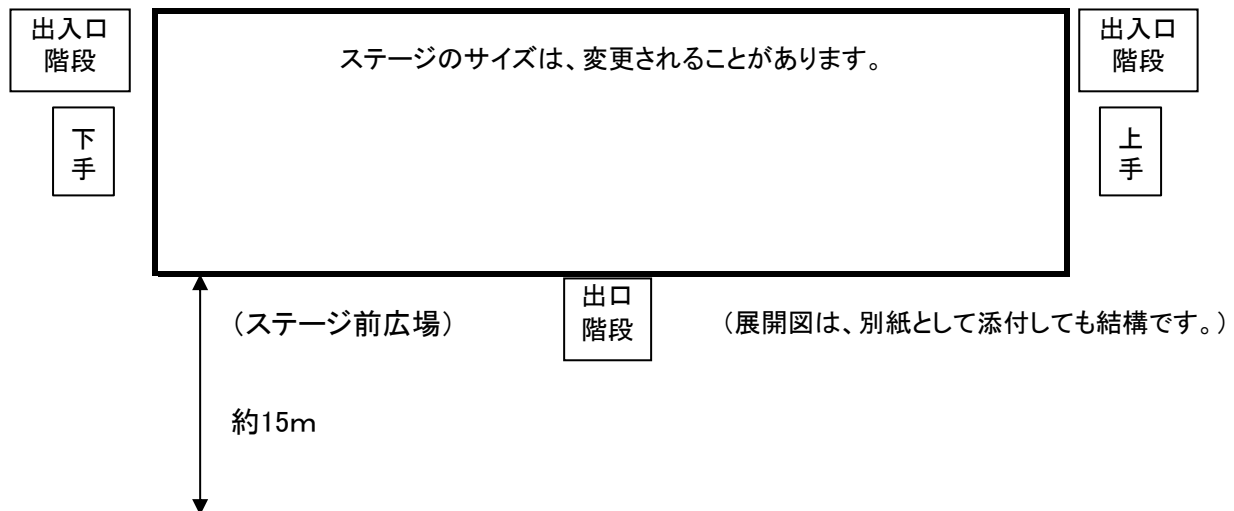 出入口
階段
ステージのサイズは、変更されることがあります。
出入口
階段
下
手
上
手
(ステージ前広場)
出口
階段
(展開図は、別紙として添付しても結構です。)
約15m